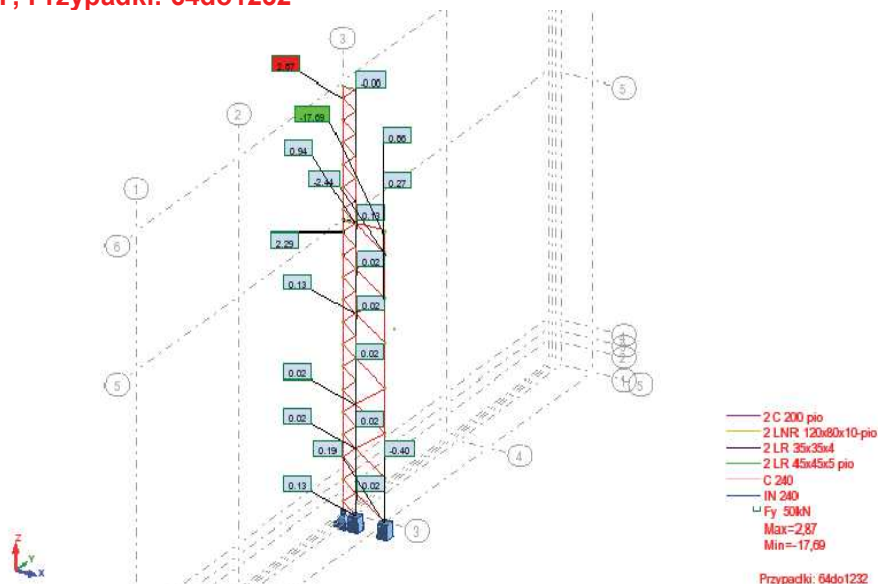 Przypadki: 64do1232
3
2.87
-0.06
5
2
-17.69
0.94
-2.44
0.27
1
0.13
6
2.29
0.02
0.13
0.02
0.02
5
0.02
0.02
0.02
0.19
-0.40
4
0.13
0.02
3
1
5
2 C 200 pio
2 LNR 120x80x10-pio
2 LR 35x35x4
2 LR 45x45x5 pio
C 240
IN 240
Fy 50kN
Max=2,87
Min=-17,69
Przypadki: 64do1232
Z
Y
X